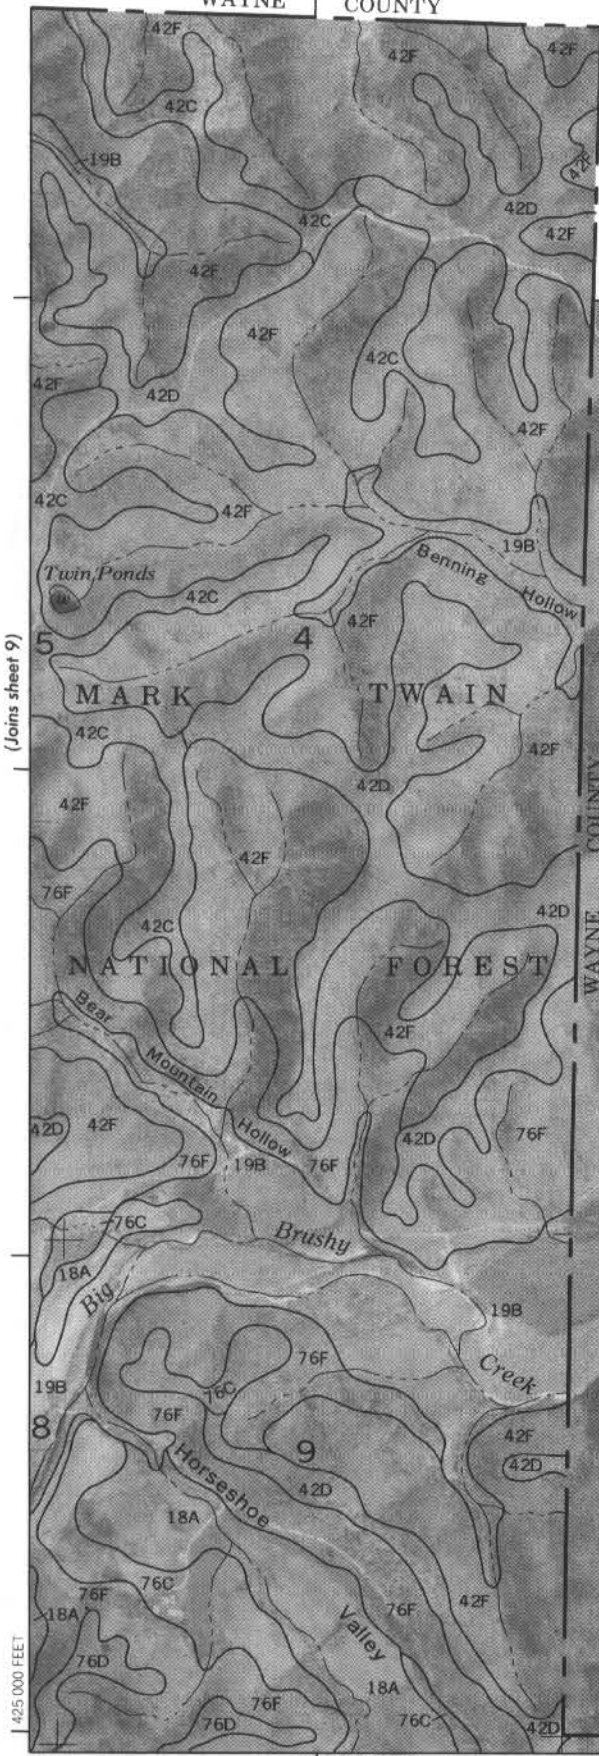 WAYNE COUNTY
42F
42F
42F
42C
19B
42F
42D
42C
42F
42F
42F
42C
42F
42D
42F
42C
42F
19B
Benning
Hollow
Twin Ponds
w
42C
42F
5
4
(Joins sheet 9)
MARK TWAIN
42C
42F
42D
42F
42F
WAYNE COUNTY
76F
42C
42D
NATIONAL FOREST
Bear
Mountain
Hollow
42F
42D
42F
42D
76F
76F
19B
76F
76C
Big
Brushy
Creek
18A
19B
76F
19B
76C
8
76F
42F
9
42D
42D
Horseshoe
Valley
18A
76C
76F
18A
76F
42F
76D
76F
18A
76D
76C
42D
425 000 FEET